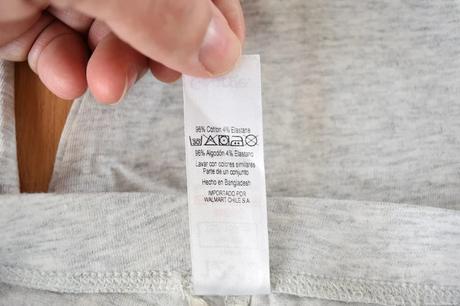 96% Cotton 4% Elastane
30
96% Algodón 4% Elastano
Lavar con colores similares
Parte de un conjunto
Hecho en Bangladesh
IMPORTADO POR
WALMART CHILE S.A.